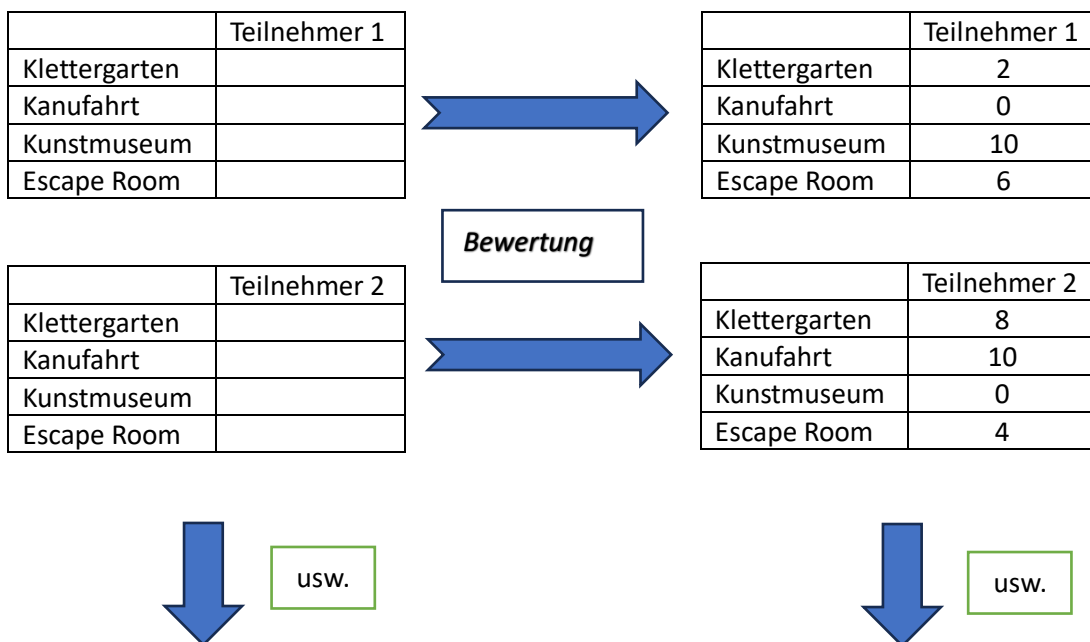 Teilnehmer 1
Klettergarten
Kanufahrt
Kunstmuseum
Escape Room
Teilnehmer 1
Klettergarten 2
Kanufahrt 0
Kunstmuseum 10
Escape Room 6
Bewertung
Teilnehmer 2
Klettergarten
Kanufahrt
Kunstmuseum
Escape Room
Teilnehmer 2
Klettergarten 8
Kanufahrt 10
Kunstmuseum 0
Escape Room 4
usw.
usw.